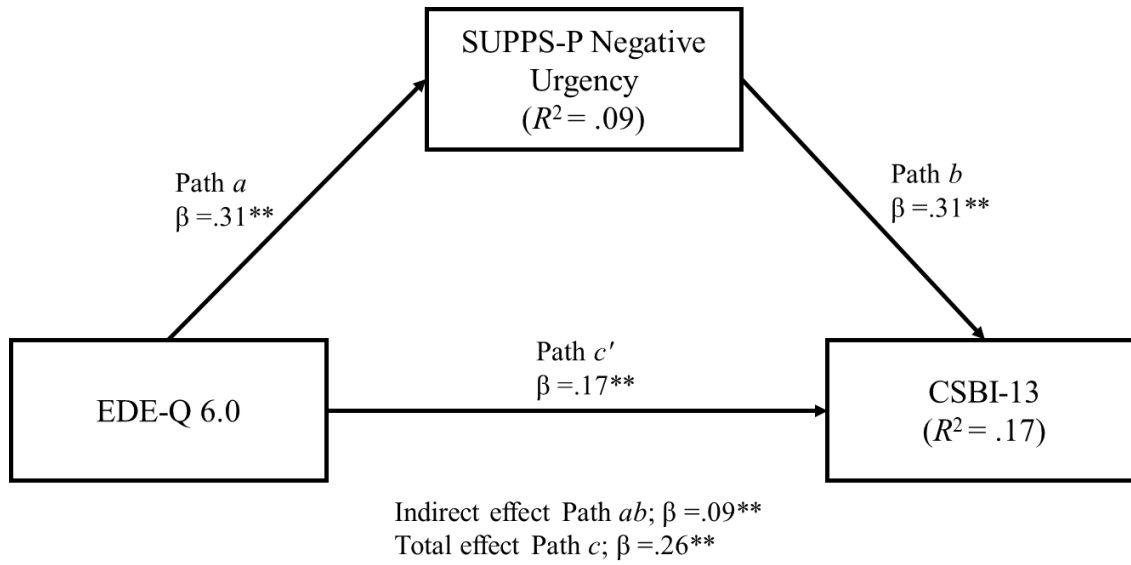 SUPPS-P Negative
Urgency
(R² = .09)
Path a
β =.31**
Path b
β =.31**
Path c′
β =.17**
EDE-Q 6.0
CSBI-13
(R² = .17)
Indirect effect Path ab; β =.09**
Total effect Path c; β =.26**